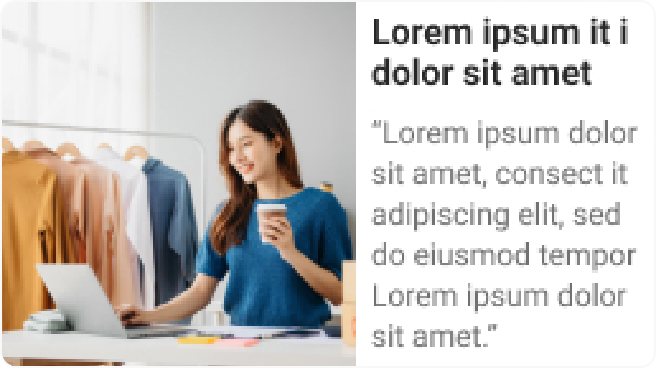 Lorem ipsum it i
dolor sit amet
“Lorem ipsum dolor
sit amet, consect it
adipiscing elit, sed
do eiusmod tempor
Lorem ipsum dolor
sit amet.”